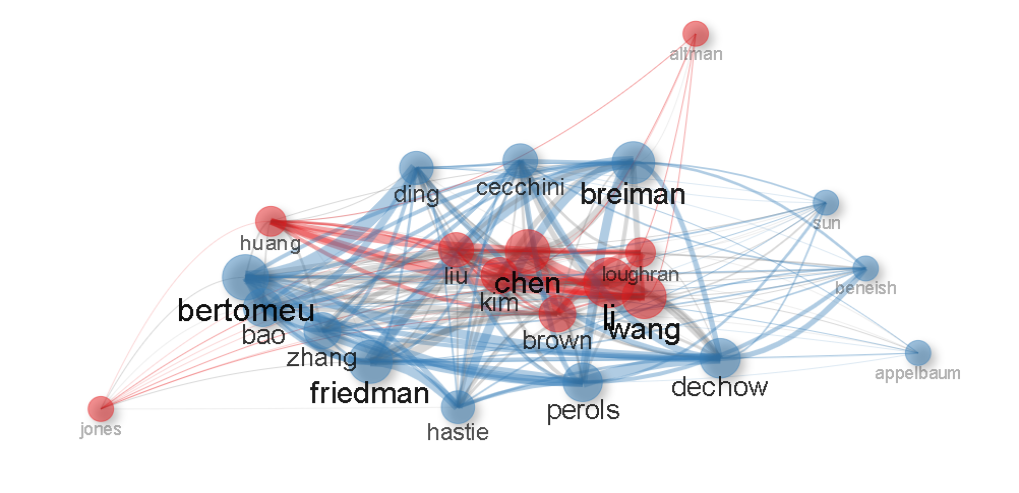 altman
ding
cecchini
breiman
sun
huang
liu
chen
loughran
beneish
kim
bertomeu
li
wang
bao
brown
zhang
appelbaum
friedman
dechow
perols
jones
hastie